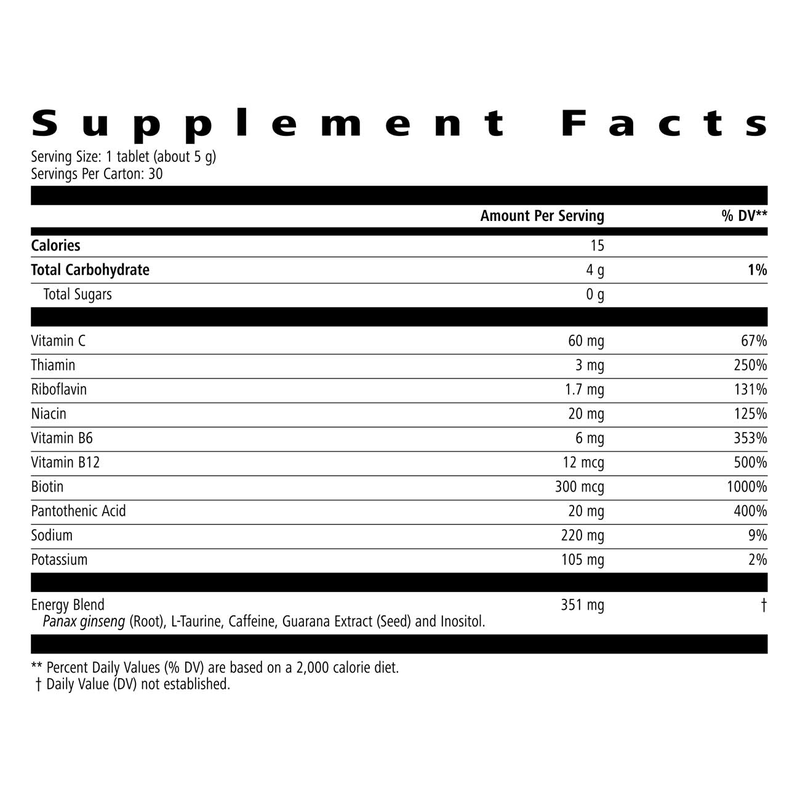 Supplement Facts
Serving Size: 1 tablet (about 5 g)
Servings Per Carton: 30
Amount Per Serving % DV**
Calories 15
Total Carbohydrate 4 g 1%
Total Sugars 0 g
Vitamin C 60 mg 67%
Thiamin 3 mg 250%
Riboflavin 1.7 mg 131%
Niacin 20 mg 125%
Vitamin B6 6 mg 353%
Vitamin B12 12 mcg 500%
Biotin 300 mcg 1000%
Pantothenic Acid 20 mg 400%
Sodium 220 mg 9%
Potassium 105 mg 2%
Energy Blend 351 mg †
Panax ginseng (Root), L-Taurine, Caffeine, Guarana Extract (Seed) and Inositol.
** Percent Daily Values (% DV) are based on a 2,000 calorie diet.
† Daily Value (DV) not established.